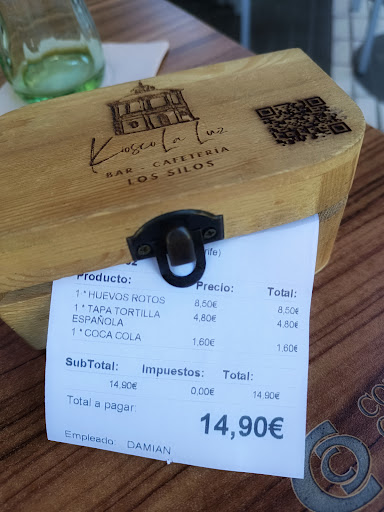 Kiosco La Luz
BAR - CAFETERÍA
LOS SILOS
Producto: Precio: Total:
1 * HUEVOS ROTOS 8,50€ 8,50€
1 * TAPA TORTILLA 4,80€ 4,80€
ESPAÑOLA
1 * COCA COLA 1,60€ 1,60€
SubTotal: Impuestos: Total:
14,90€ 0,00€ 14,90€
Total a pagar:
14,90€
Empleado: DAMIAN